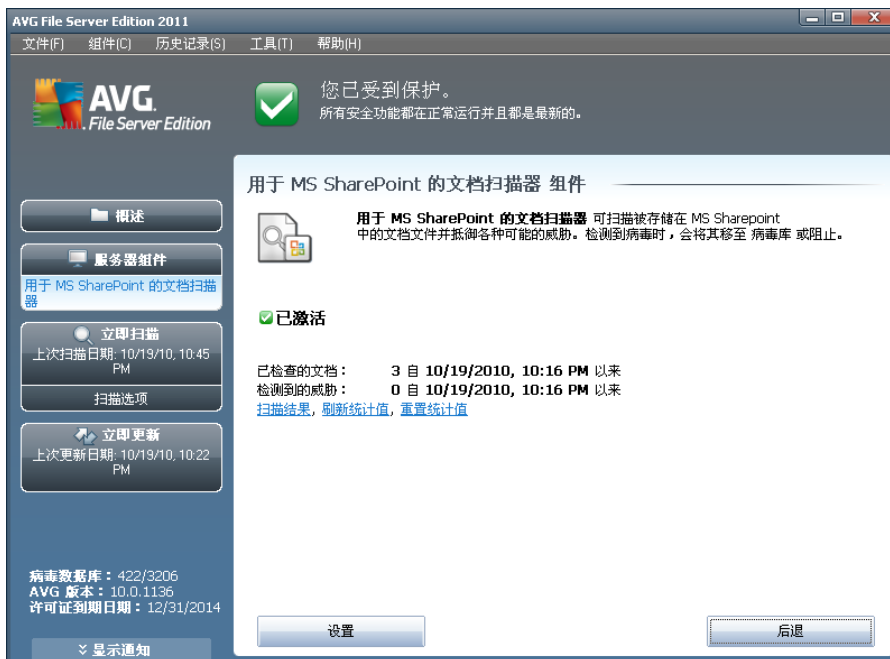 AVG File Server Edition 2011
文件(F) 组件(C) 历史记录(S) 工具(T) 帮助(H)
AVG.
File Server Edition
您已受到保护。
所有安全功能都在正常运行并且都是最新的。
概述
服务器组件
用于 MS SharePoint 的文档扫描
器
立即扫描
上次扫描日期: 10/19/10, 10:45
PM
扫描选项
立即更新
上次更新日期: 10/19/10, 10:22
PM
病毒数据库：422/3206
AVG 版本：10.0.1136
许可证到期日期：12/31/2014
显示通知
用于 MS SharePoint 的文档扫描器 组件
用于 MS SharePoint 的文档扫描器 可扫描被存储在 MS Sharepoint
中的文档文件并抵御各种可能的威胁。检测到病毒时，会将其移至 病毒库 或阻止。
已激活
已检查的文档： 3 自 10/19/2010, 10:16 PM 以来
检测到的威胁： 0 自 10/19/2010, 10:16 PM 以来
扫描结果, 刷新统计值, 重置统计值
设置
后退